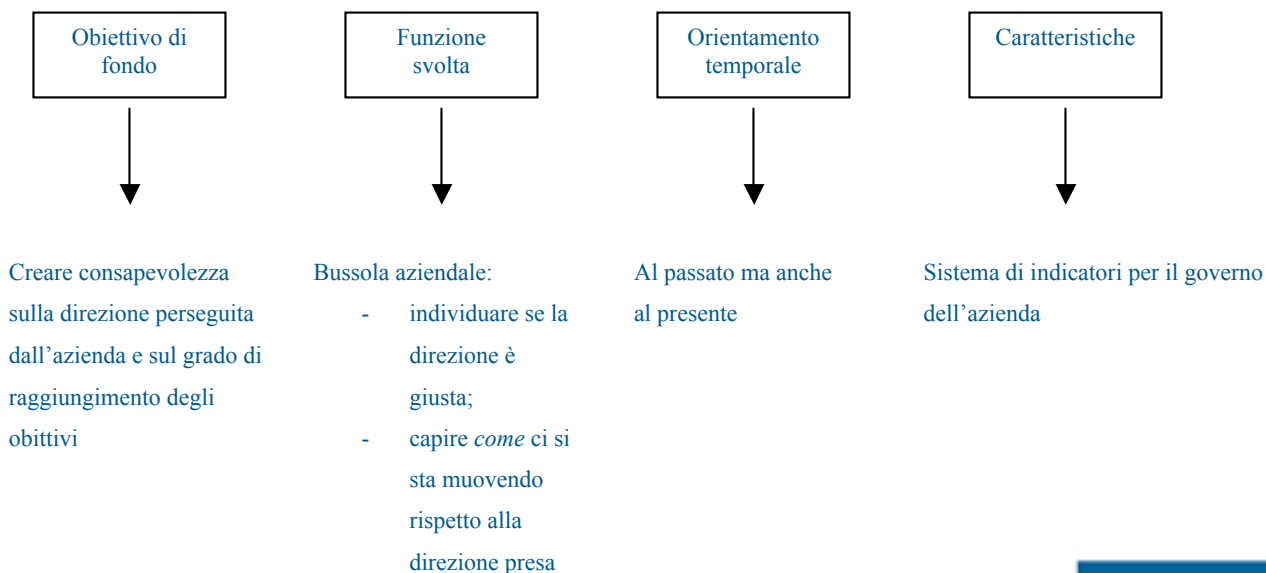 Obiettivo di
fondo
Funzione
svolta
Orientamento
temporale
Caratteristiche
Creare consapevolezza
sulla direzione perseguita
dall’azienda e sul grado di
raggiungimento degli
obittivi
Bussola aziendale:
- individuare se la
direzione è
giusta;
- capire come ci si
sta muovendo
rispetto alla
direzione presa
Al passato ma anche
al presente
Sistema di indicatori per il governo
dell’azienda